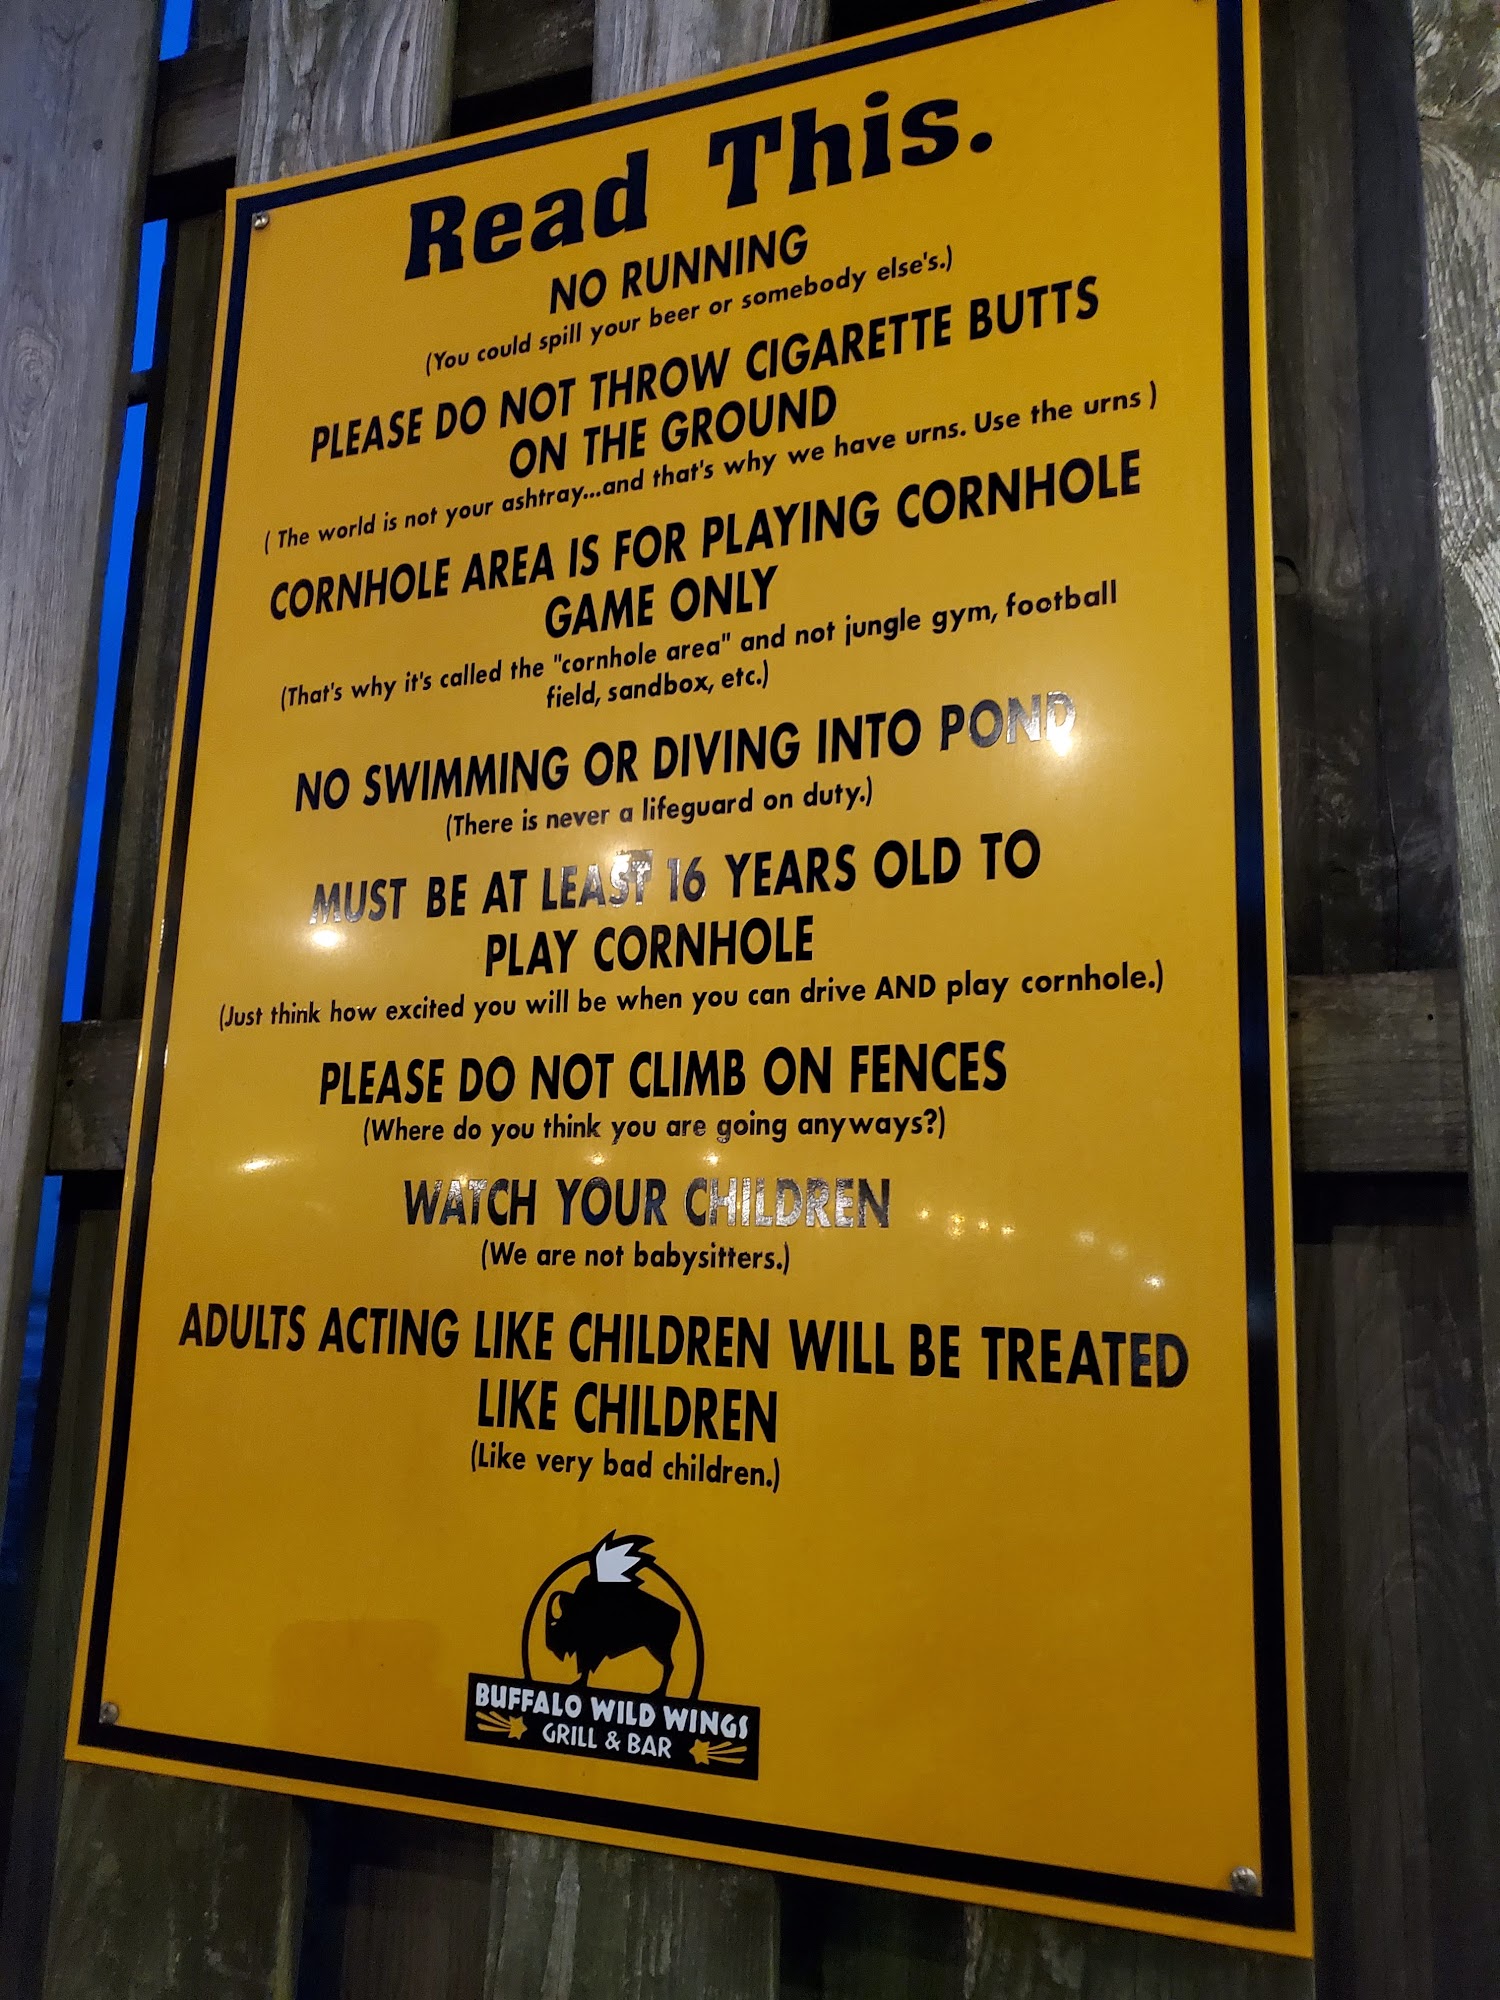 Read This.
NO RUNNING
(You could spill your beer or somebody else's.)
PLEASE DO NOT THROW CIGARETTE BUTTS
ON THE GROUND
( The world is not your ashtray...and that's why we have urns. Use the urns )
CORNHOLE AREA IS FOR PLAYING CORNHOLE
GAME ONLY
(That's why it's called the "cornhole area" and not jungle gym, football
field, sandbox, etc.)
NO SWIMMING OR DIVING INTO POND
(There is never a lifeguard on duty.)
MUST BE AT LEAST 16 YEARS OLD TO
PLAY CORNHOLE
(Just think how excited you will be when you can drive AND play cornhole.)
PLEASE DO NOT CLIMB ON FENCES
(Where do you think you are going anyways?)
WATCH YOUR CHILDREN
(We are not babysitters.)
ADULTS ACTING LIKE CHILDREN WILL BE TREATED
LIKE CHILDREN
(Like very bad children.)
BUFFALO WILD WINGS
GRILL & BAR